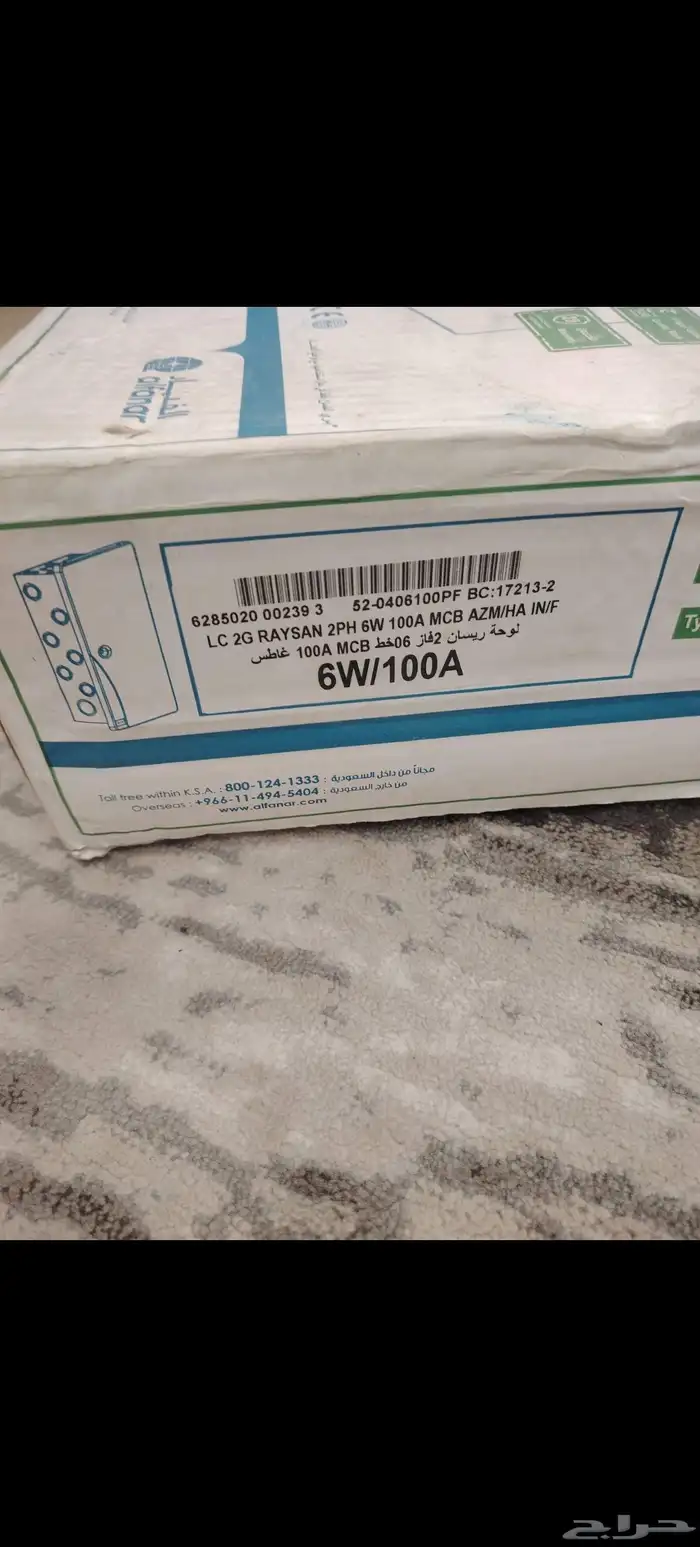 الفنار
alfanar
6285020 00239 3 52-0406100PF BC:17213-2
LC 2G RAYSAN 2PH 6W 100A MCB AZM/HA IN/F
لوحة ريسان 2فاز 06خط 100A MCB غاطس
6W/100A
Toll free within K.S.A. : 800-124-1333 : مجاناً من داخل السعودية
Overseas : +966-11-494-5404 : من خارج السعودية
www.alfanar.com
Ty
حراج